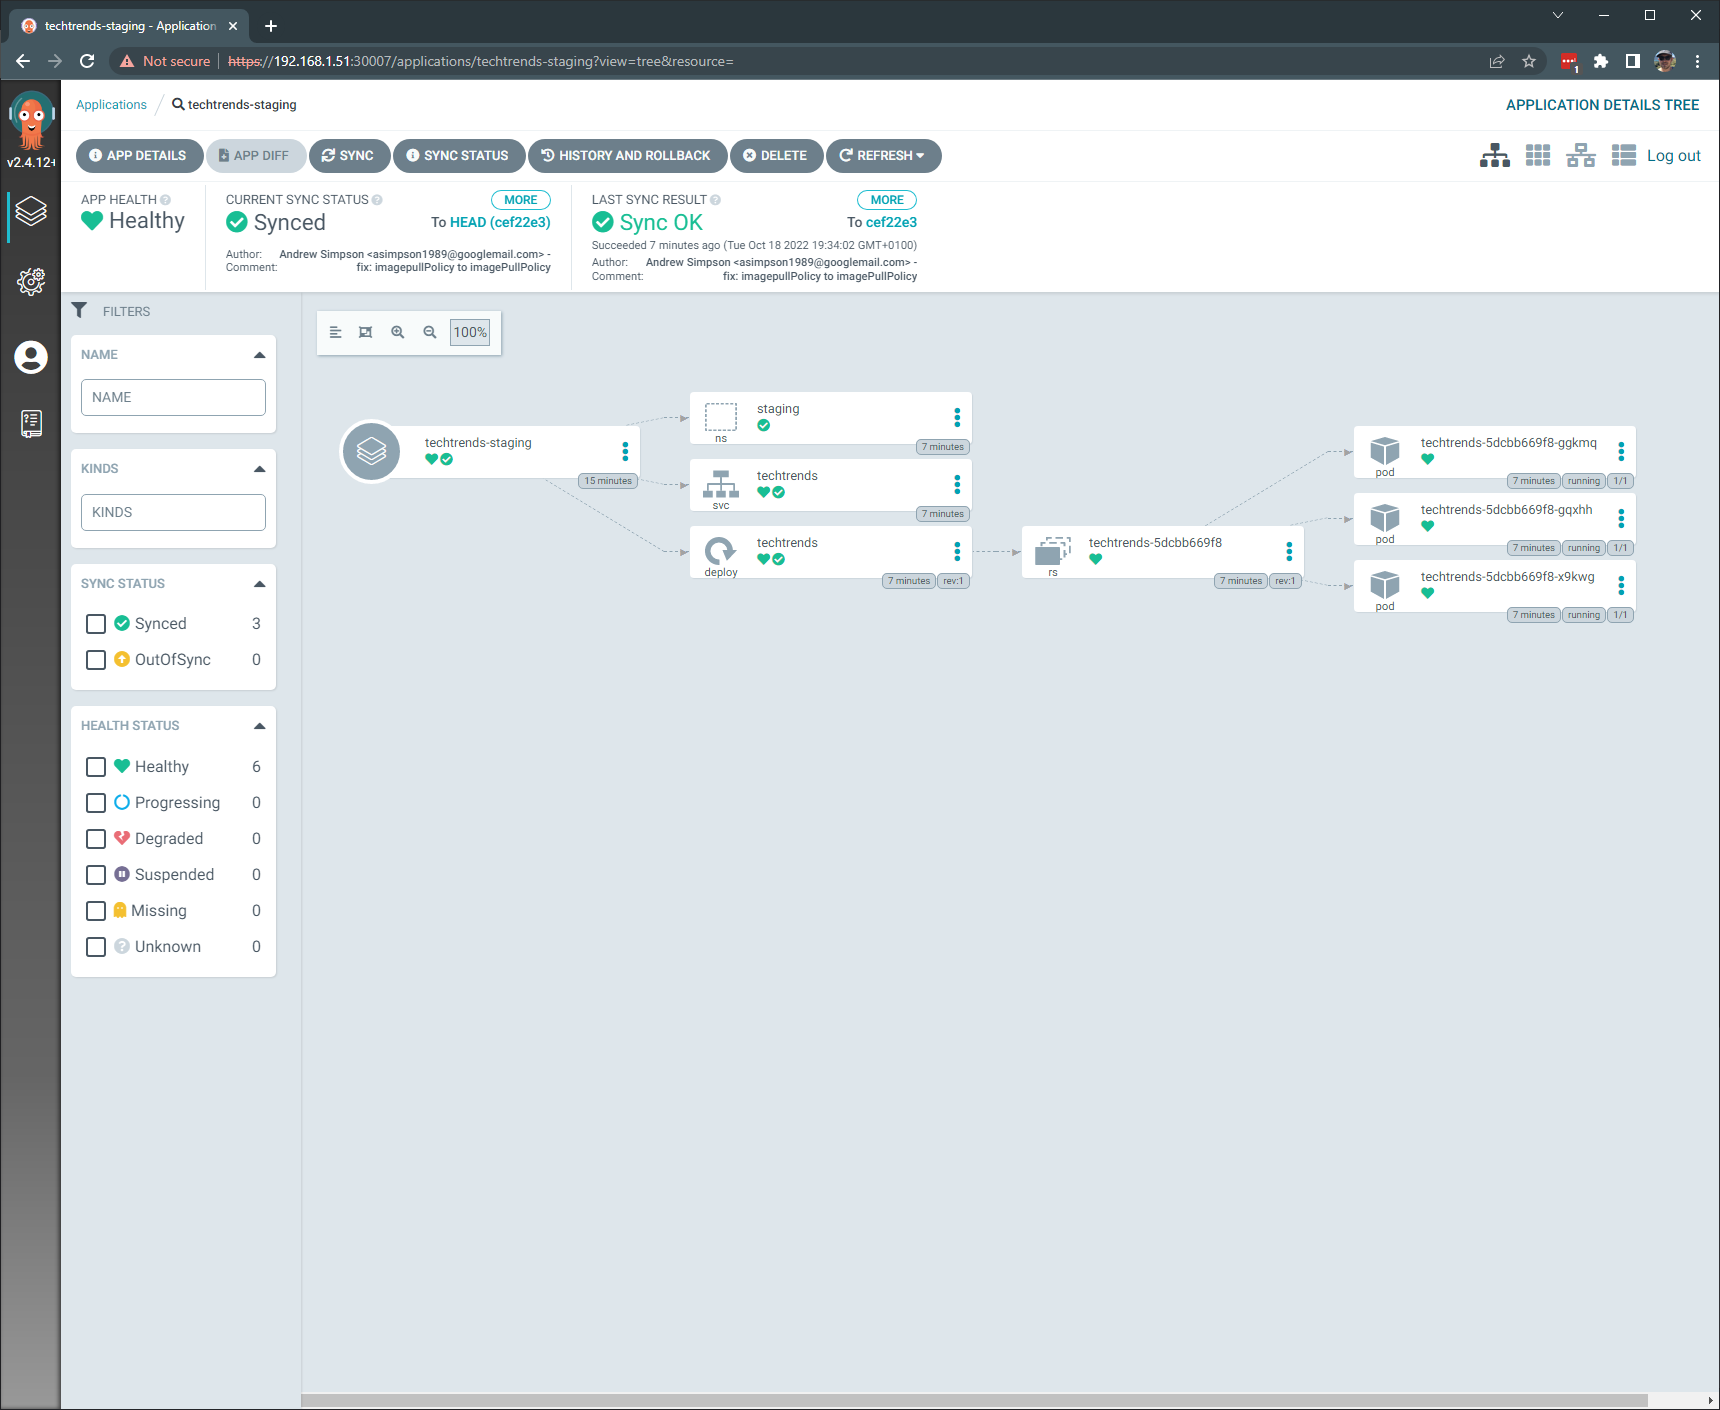 techtrends-staging - Application
Not secure https://192.168.1.51:30007/applications/techtrends-staging?view=tree&resource=
1
v2.4.12+
Applications / techtrends-staging
APPLICATION DETAILS TREE
APP DETAILS APP DIFF SYNC SYNC STATUS HISTORY AND ROLLBACK DELETE REFRESH
Log out
APP HEALTH
Healthy
CURRENT SYNC STATUS MORE
Synced To HEAD (cef22e3)
Author: Andrew Simpson <asimpson1989@googlemail.com> -
Comment: fix: imagepullPolicy to imagePullPolicy
LAST SYNC RESULT MORE
Sync OK To cef22e3
Succeeded 7 minutes ago (Tue Oct 18 2022 19:34:02 GMT+0100)
Author: Andrew Simpson <asimpson1989@googlemail.com> -
Comment: fix: imagepullPolicy to imagePullPolicy
FILTERS
NAME
NAME
KINDS
KINDS
SYNC STATUS
Synced 3
OutOfSync 0
HEALTH STATUS
Healthy 6
Progressing 0
Degraded 0
Suspended 0
Missing 0
Unknown 0
100%
techtrends-staging
15 minutes
staging
ns
7 minutes
techtrends
svc
7 minutes
techtrends
deploy
7 minutes rev:1
techtrends-5dcbb669f8
rs
7 minutes rev:1
techtrends-5dcbb669f8-ggkmq
pod
7 minutes running 1/1
techtrends-5dcbb669f8-gqxhh
pod
7 minutes running 1/1
techtrends-5dcbb669f8-x9kwg
pod
7 minutes running 1/1